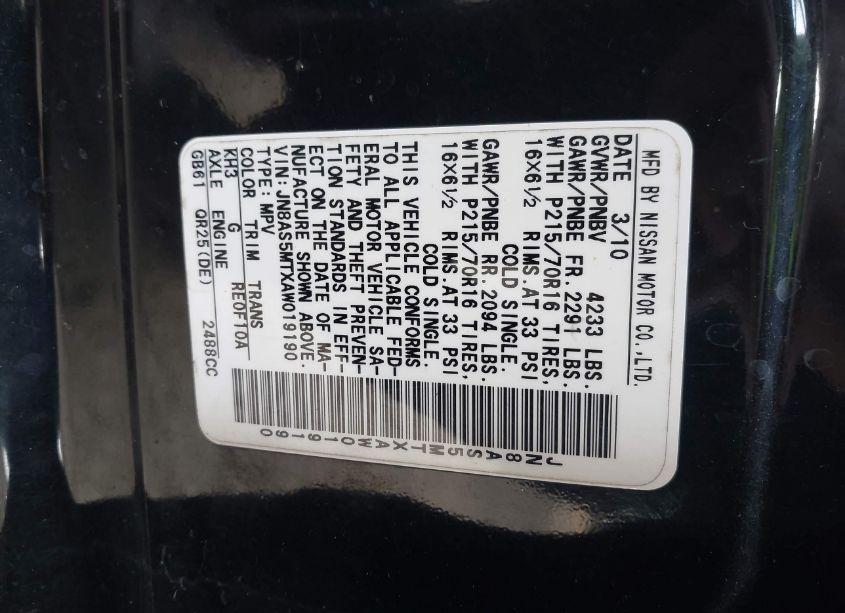 MFD BY NISSAN MOTOR CO.,LTD.
DATE 3/10
GVWR/PNBV 4233 LBS.
GAWR/PNBE FR. 2291 LBS.
WITH P215/70R16 TIRES,
16X6½ RIMS.AT 33 PSI
COLD SINGLE.
GAWR/PNBE RR. 2094 LBS.
WITH P215/70R16 TIRES,
16X6½ RIMS.AT 33 PSI
COLD SINGLE.
THIS VEHICLE CONFORMS
TO ALL APPLICABLE FED-
ERAL MOTOR VEHICLE SA-
FETY AND THEFT PREVEN-
TION STANDARDS IN EFF-
ECT ON THE DATE OF MA-
NUFACTURE SHOWN ABOVE.
VIN: JN8AS5MTXAW019190
TYPE: MPV
COLOR TRIM TRANS
KH3 G RE0F10A
AXLE ENGINE
GB61 QR25(DE) 2488CC
JN8AS5MTXAW019190